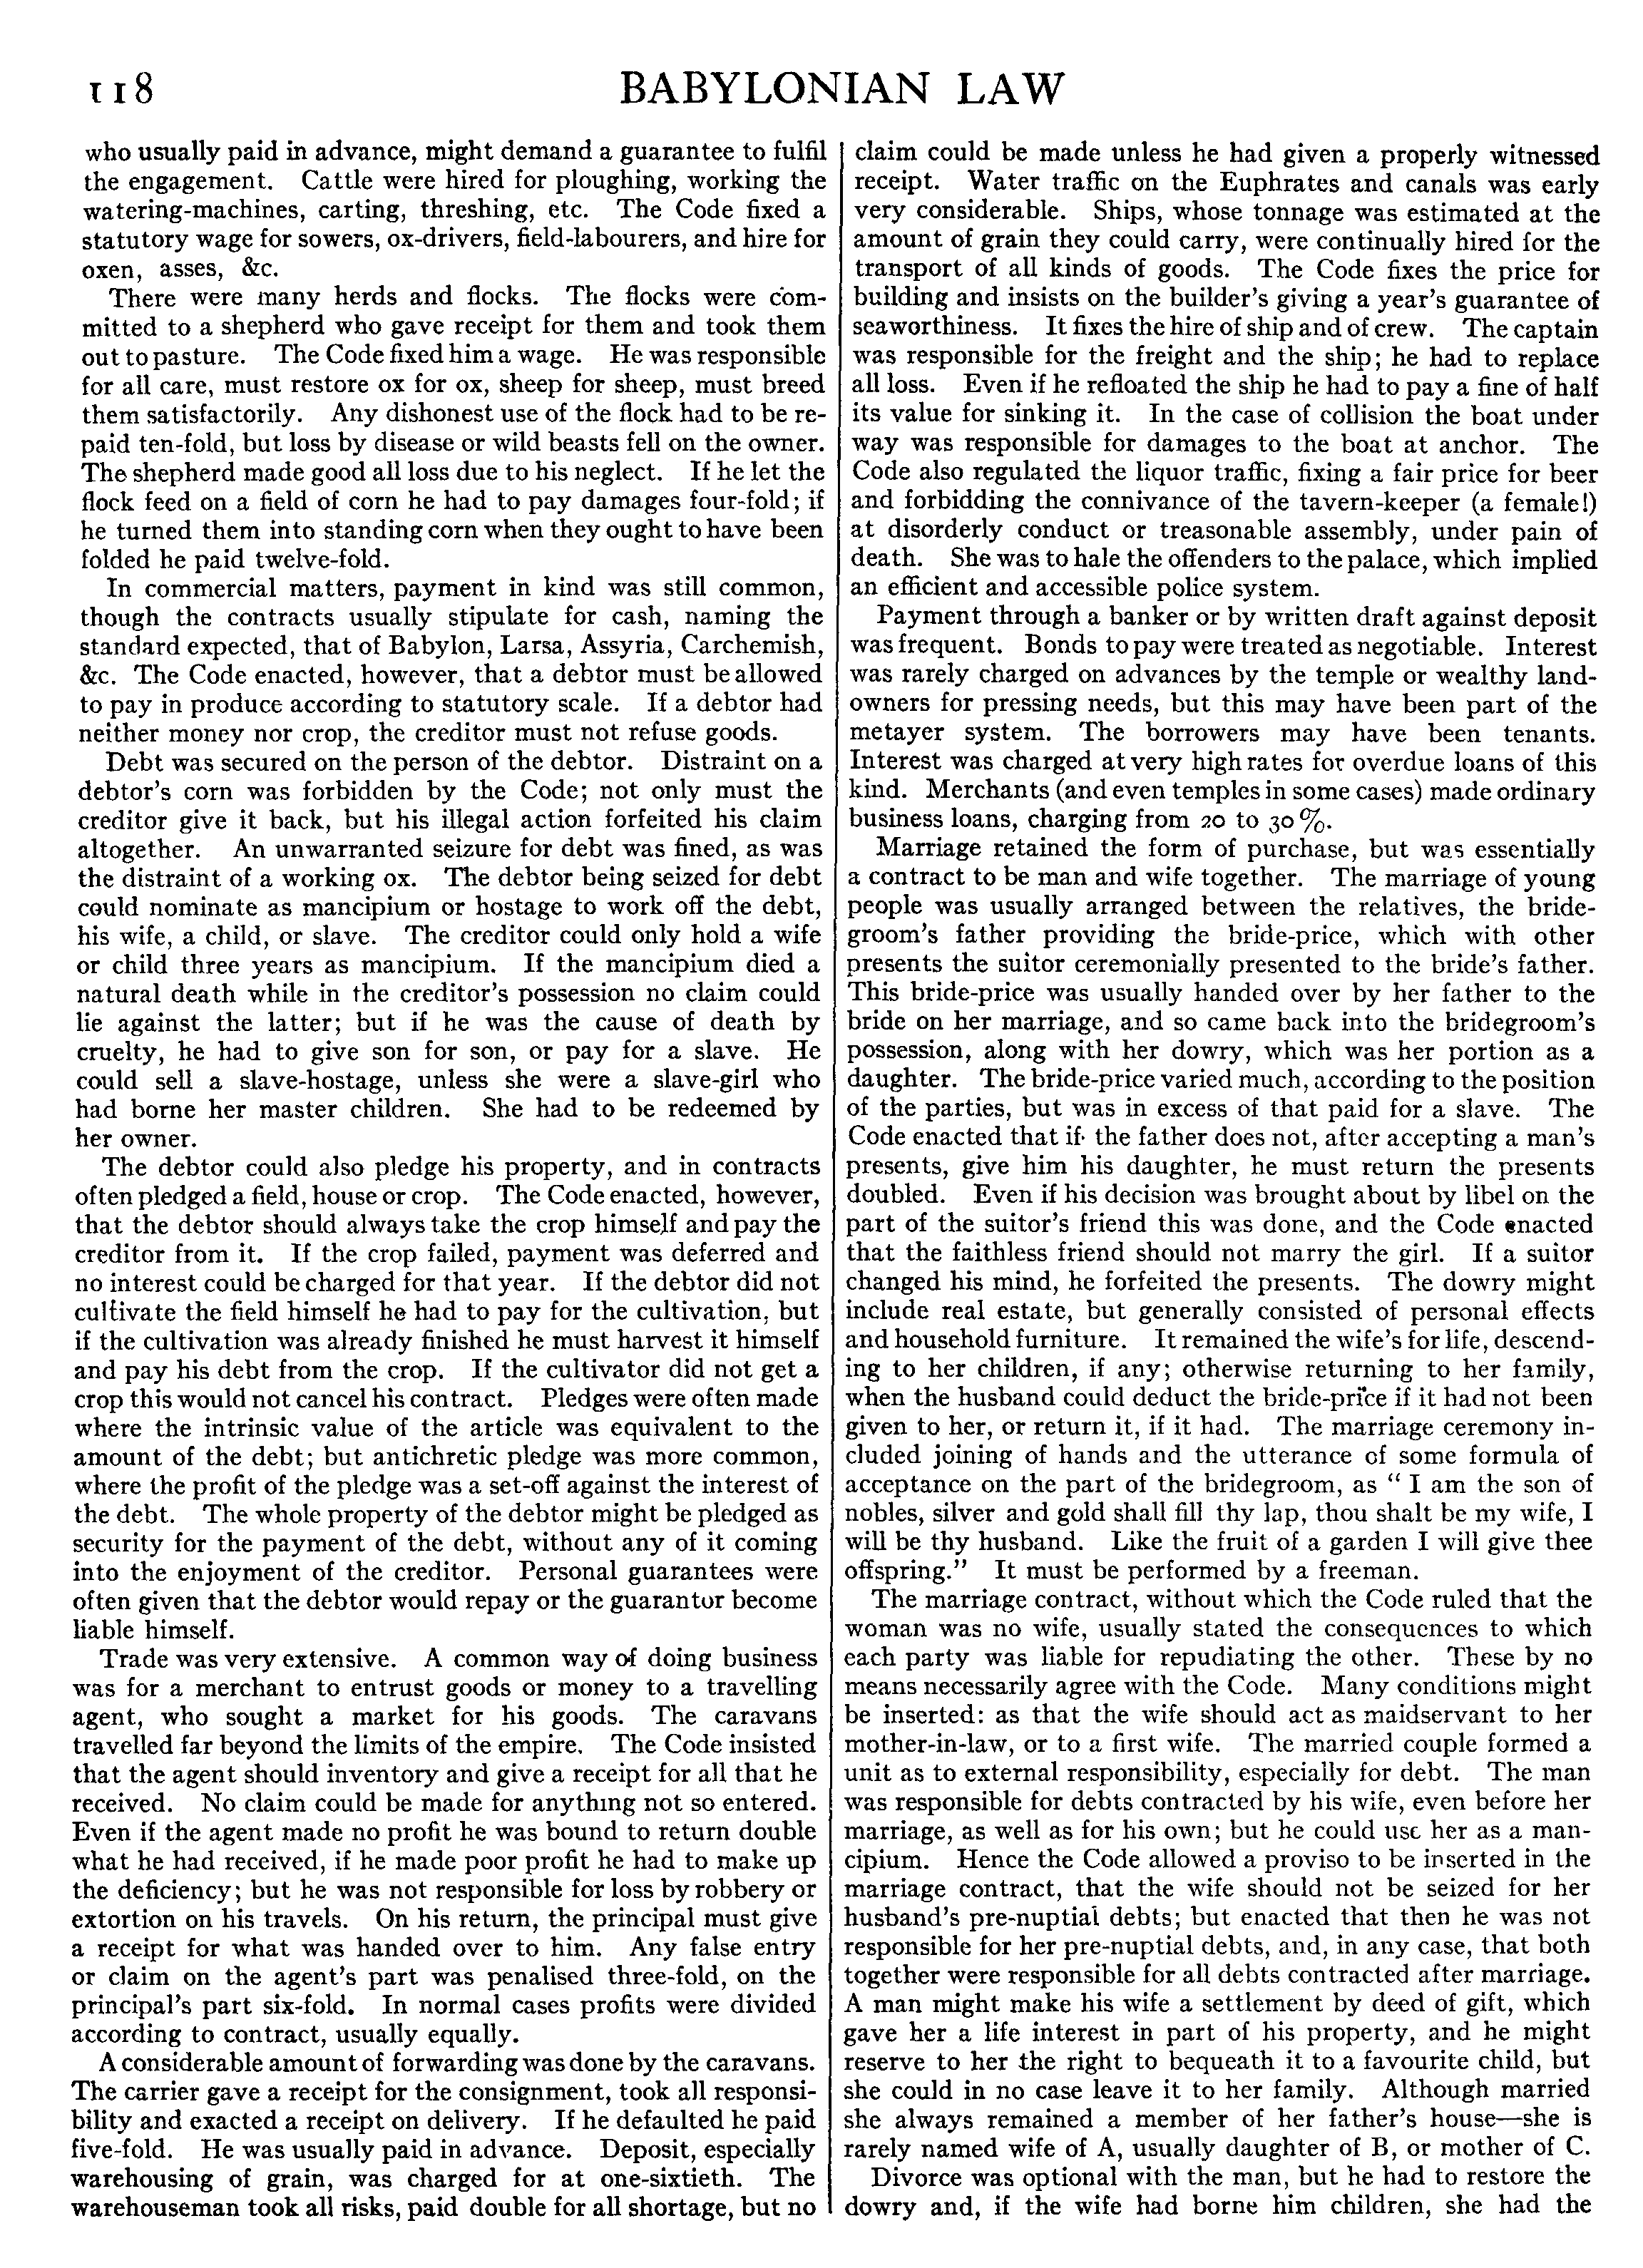 118
BABYLONIAN LAW
who usually paid in advance, might demand a guarantee to fulfil
the engagement. Cattle were hired for ploughing, working the
watering-machines, carting, threshing, etc. The Code fixed a
statutory wage for sowers, ox-drivers, field-labourers, and hire for
oxen, asses, &c.
There were many herds and flocks. The flocks were com-
mitted to a shepherd who gave receipt for them and took them
out to pasture. The Code fixed him a wage. He was responsible
for all care, must restore ox for ox, sheep for sheep, must breed
them satisfactorily. Any dishonest use of the flock had to be re-
paid ten-fold, but loss by disease or wild beasts fell on the owner.
The shepherd made good all loss due to his neglect. If he let the
flock feed on a field of corn he had to pay damages four-fold; if
he turned them into standing corn when they ought to have been
folded he paid twelve-fold.
In commercial matters, payment in kind was still common,
though the contracts usually stipulate for cash, naming the
standard expected, that of Babylon, Larsa, Assyria, Carchemish,
&c. The Code enacted, however, that a debtor must be allowed
to pay in produce according to statutory scale. If a debtor had
neither money nor crop, the creditor must not refuse goods.
Debt was secured on the person of the debtor. Distraint on a
debtor's corn was forbidden by the Code; not only must the
creditor give it back, but his illegal action forfeited his claim
altogether. An unwarranted seizure for debt was fined, as was
the distraint of a working ox. The debtor being seized for debt
could nominate as mancipium or hostage to work off the debt,
his wife, a child, or slave. The creditor could only hold a wife
or child three years as mancipium. If the mancipium died a
natural death while in the creditor's possession no claim could
lie against the latter; but if he was the cause of death by
cruelty, he had to give son for son, or pay for a slave. He
could sell a slave-hostage, unless she were a slave-girl who
had borne her master children. She had to be redeemed by
her owner.
The debtor could also pledge his property, and in contracts
often pledged a field, house or crop. The Code enacted, however,
that the debtor should always take the crop himself and pay the
creditor from it. If the crop failed, payment was deferred and
no interest could be charged for that year. If the debtor did not
cultivate the field himself he had to pay for the cultivation, but
if the cultivation was already finished he must harvest it himself
and pay his debt from the crop. If the cultivator did not get a
crop this would not cancel his contract. Pledges were often made
where the intrinsic value of the article was equivalent to the
amount of the debt; but antichretic pledge was more common,
where the profit of the pledge was a set-off against the interest of
the debt. The whole property of the debtor might be pledged as
security for the payment of the debt, without any of it coming
into the enjoyment of the creditor. Personal guarantees were
often given that the debtor would repay or the guarantor become
liable himself.
Trade was very extensive. A common way of doing business
was for a merchant to entrust goods or money to a travelling
agent, who sought a market for his goods. The caravans
travelled far beyond the limits of the empire. The Code insisted
that the agent should inventory and give a receipt for all that he
received. No claim could be made for anything not so entered.
Even if the agent made no profit he was bound to return double
what he had received, if he made poor profit he had to make up
the deficiency; but he was not responsible for loss by robbery or
extortion on his travels. On his return, the principal must give
a receipt for what was handed over to him. Any false entry
or claim on the agent's part was penalised three-fold, on the
principal's part six-fold. In normal cases profits were divided
according to contract, usually equally.
A considerable amount of forwarding was done by the caravans.
The carrier gave a receipt for the consignment, took all responsi-
bility and exacted a receipt on delivery. If he defaulted he paid
five-fold. He was usually paid in advance. Deposit, especially
warehousing of grain, was charged for at one-sixtieth. The
warehouseman took all risks, paid double for all shortage, but no
claim could be made unless he had given a properly witnessed
receipt. Water traffic on the Euphrates and canals was early
very considerable. Ships, whose tonnage was estimated at the
amount of grain they could carry, were continually hired for the
transport of all kinds of goods. The Code fixes the price for
building and insists on the builder's giving a year's guarantee of
seaworthiness. It fixes the hire of ship and of crew. The captain
was responsible for the freight and the ship; he had to replace
all loss. Even if he refloated the ship he had to pay a fine of half
its value for sinking it. In the case of collision the boat under
way was responsible for damages to the boat at anchor. The
Code also regulated the liquor traffic, fixing a fair price for beer
and forbidding the connivance of the tavern-keeper (a female!)
at disorderly conduct or treasonable assembly, under pain of
death. She was to hale the offenders to the palace, which implied
an efficient and accessible police system.
Payment through a banker or by written draft against deposit
was frequent. Bonds to pay were treated as negotiable. Interest
was rarely charged on advances by the temple or wealthy land-
owners for pressing needs, but this may have been part of the
metayer system. The borrowers may have been tenants.
Interest was charged at very high rates for overdue loans of this
kind. Merchants (and even temples in some cases) made ordinary
business loans, charging from 20 to 30%.
Marriage retained the form of purchase, but was essentially
a contract to be man and wife together. The marriage of young
people was usually arranged between the relatives, the bride-
groom's father providing the bride-price, which with other
presents the suitor ceremonially presented to the bride's father.
This bride-price was usually handed over by her father to the
bride on her marriage, and so came back into the bridegroom's
possession, along with her dowry, which was her portion as a
daughter. The bride-price varied much, according to the position
of the parties, but was in excess of that paid for a slave. The
Code enacted that if the father does not, after accepting a man's
presents, give him his daughter, he must return the presents
doubled. Even if his decision was brought about by libel on the
part of the suitor's friend this was done, and the Code enacted
that the faithless friend should not marry the girl. If a suitor
changed his mind, he forfeited the presents. The dowry might
include real estate, but generally consisted of personal effects
and household furniture. It remained the wife's for life, descend-
ing to her children, if any; otherwise returning to her family,
when the husband could deduct the bride-price if it had not been
given to her, or return it, if it had. The marriage ceremony in-
cluded joining of hands and the utterance of some formula of
acceptance on the part of the bridegroom, as " I am the son of
nobles, silver and gold shall fill thy lap, thou shalt be my wife, I
will be thy husband. Like the fruit of a garden I will give thee
offspring." It must be performed by a freeman.
The marriage contract, without which the Code ruled that the
woman was no wife, usually stated the consequences to which
each party was liable for repudiating the other. These by no
means necessarily agree with the Code. Many conditions might
be inserted: as that the wife should act as maidservant to her
mother-in-law, or to a first wife. The married couple formed a
unit as to external responsibility, especially for debt. The man
was responsible for debts contracted by his wife, even before her
marriage, as well as for his own; but he could use her as a man-
cipium. Hence the Code allowed a proviso to be inserted in the
marriage contract, that the wife should not be seized for her
husband's pre-nuptial debts; but enacted that then he was not
responsible for her pre-nuptial debts, and, in any case, that both
together were responsible for all debts contracted after marriage.
A man might make his wife a settlement by deed of gift, which
gave her a life interest in part of his property, and he might
reserve to her the right to bequeath it to a favourite child, but
she could in no case leave it to her family. Although married
she always remained a member of her father's house—she is
rarely named wife of A, usually daughter of B, or mother of C.
Divorce was optional with the man, but he had to restore the
dowry and, if the wife had borne him children, she had the